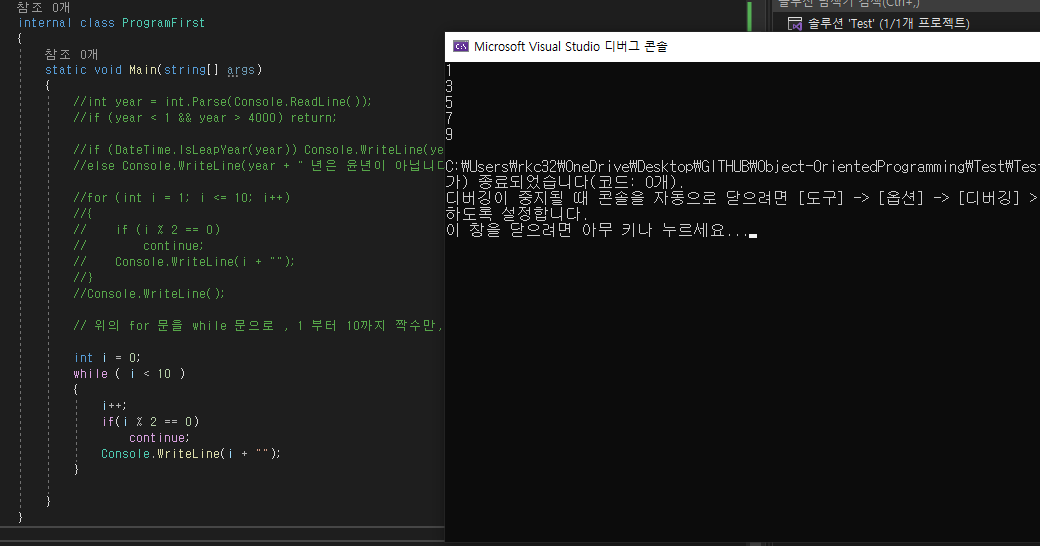 참조 0개
internal class ProgramFirst
{
참조 0개
static void Main(string[] args)
{
//int year = int.Parse(Console.ReadLine());
//if (year < 1 && year > 4000) return;
//if (DateTime.IsLeapYear(year)) Console.WriteLine(ye
//else Console.WriteLine(year + " 년은 윤년이 아닙니다
//for (int i = 1; i <= 10; i++)
//{
// if (i % 2 == 0)
// continue;
// Console.WriteLine(i + "");
//}
//Console.WriteLine();
// 위의 for 문을 while 문으로 , 1 부터 10까지 짝수만,
int i = 0;
while ( i < 10 )
{
i++;
if(i % 2 == 0)
continue;
Console.WriteLine(i + "");
}
}
}
솔루션 탐색기 검색(Ctrl+;)
솔루션 'Test' (1/1개 프로젝트)
Microsoft Visual Studio 디버그 콘솔
1
3
5
7
9
C:₩Users₩rkc32₩OneDrive₩Desktop₩GITHUB₩Object-OrientedProgramming₩Test₩Test
가) 종료되었습니다(코드: 0개).
디버깅이 중지될 때 콘솔을 자동으로 닫으려면 [도구] -> [옵션] -> [디버깅] >
하도록 설정합니다.
이 창을 닫으려면 아무 키나 누르세요...